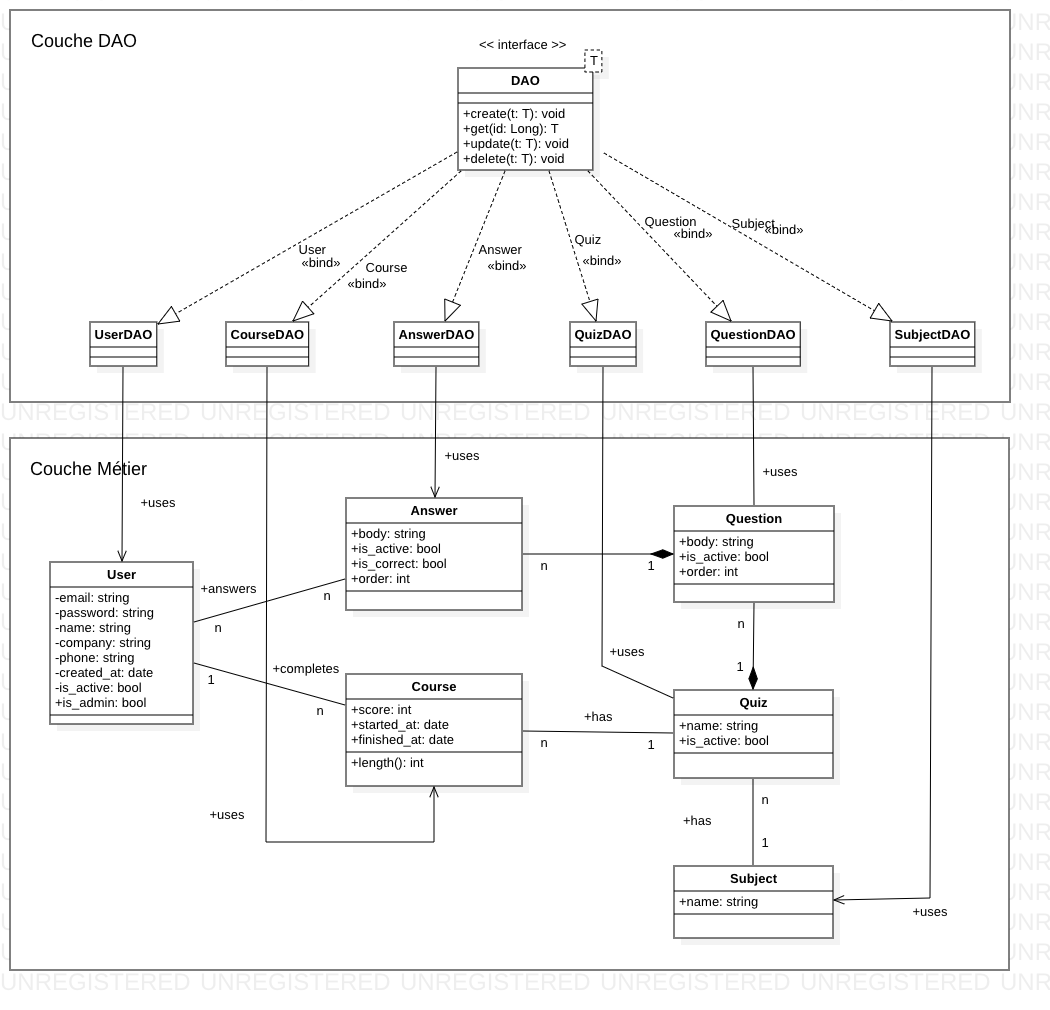 Couche DAO
<< interface >>
T
DAO
+create(t: T): void
+get(id: Long): T
+update(t: T): void
+delete(t: T): void
User
«bind»
Course
«bind»
Answer
«bind»
Quiz
«bind»
Question
«bind»
Subject
«bind»
UserDAO
CourseDAO
AnswerDAO
QuizDAO
QuestionDAO
SubjectDAO
UNREGISTERED UNREGISTERED UNREGISTERED UNREGISTERED UNREGISTERED UNR
Couche Métier
+uses
+uses
+uses
Answer
+body: string
+is_active: bool
+is_correct: bool
+order: int
Question
+body: string
+is_active: bool
+order: int
User
-email: string
-password: string
-name: string
-company: string
-phone: string
-created_at: date
-is_active: bool
+is_admin: bool
+answers
n
n
n
1
n
1
+uses
+completes
1
n
Course
+score: int
+started_at: date
+finished_at: date
+length(): int
+has
n
1
Quiz
+name: string
+is_active: bool
n
+has
1
+uses
Subject
+name: string
+uses
UNREGISTERED UNREGISTERED UNREGISTERED UNREGISTERED UNREGISTERED UNR